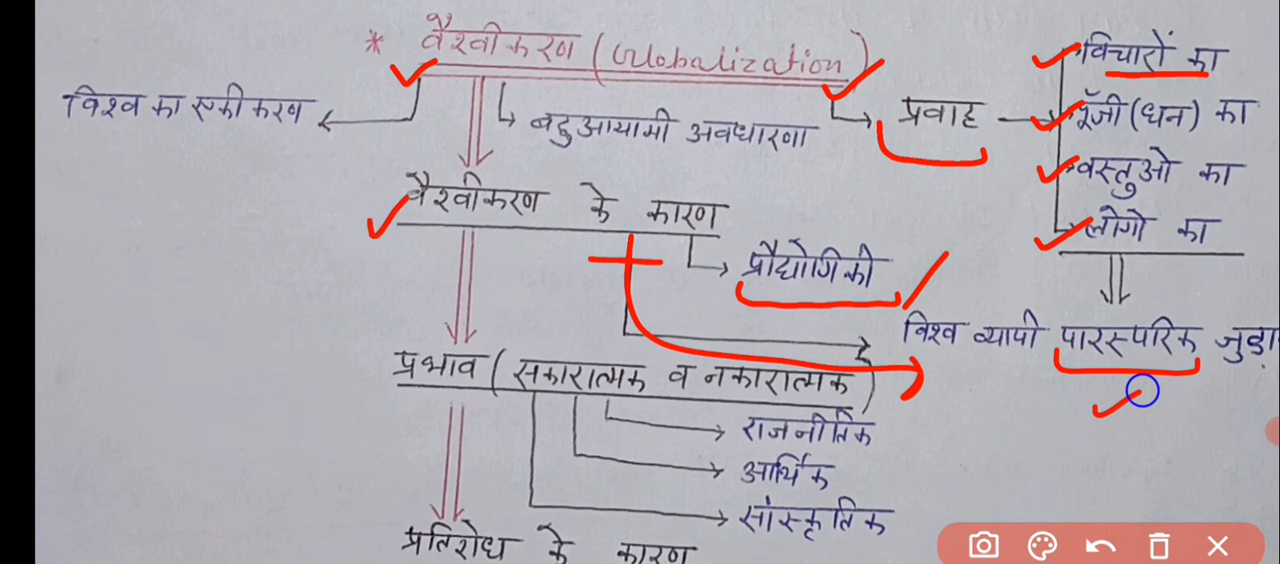 * वैश्वीकरण (Globalization)
विश्व का एकीकरण
बहुआयामी अवधारणा
प्रवाह
विचारों का
पूँजी (धन) का
वस्तुओ का
लोगो का
वैश्वीकरण के कारण
प्रौद्योगिकी
विश्व व्यापी पारस्परिक जुड़ा
प्रभाव (सकारात्मक व नकारात्मक)
राजनीतिक
आर्थिक
सांस्कृतिक
प्रतिरोध के कारण